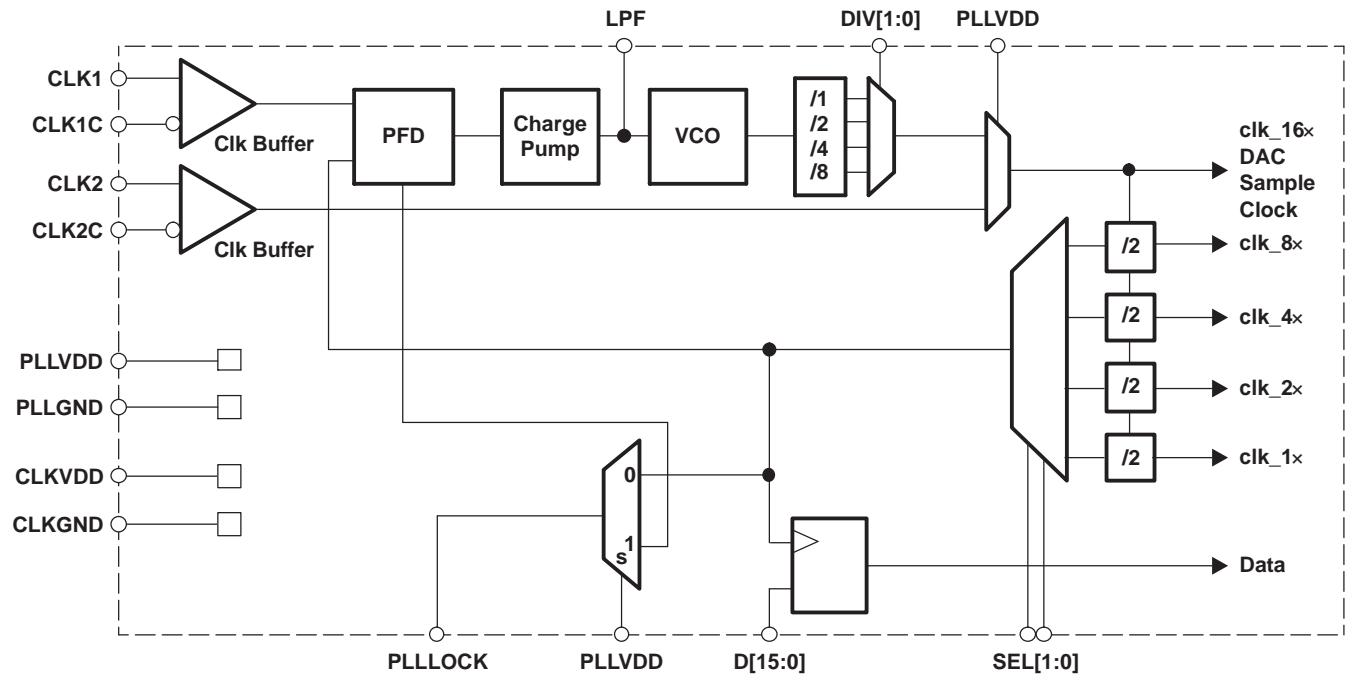 LPF
DIV[1:0]
PLLVDD
CLK1
CLK1C
Clk Buffer
CLK2
CLK2C
Clk Buffer
PFD
Charge
Pump
VCO
/1
/2
/4
/8
clk_16×
DAC
Sample
Clock
/2
clk_8×
/2
clk_4×
/2
clk_2×
/2
clk_1×
PLLVDD
PLLGND
CLKVDD
CLKGND
0
1
s
Data
PLLLOCK
PLLVDD
D[15:0]
SEL[1:0]